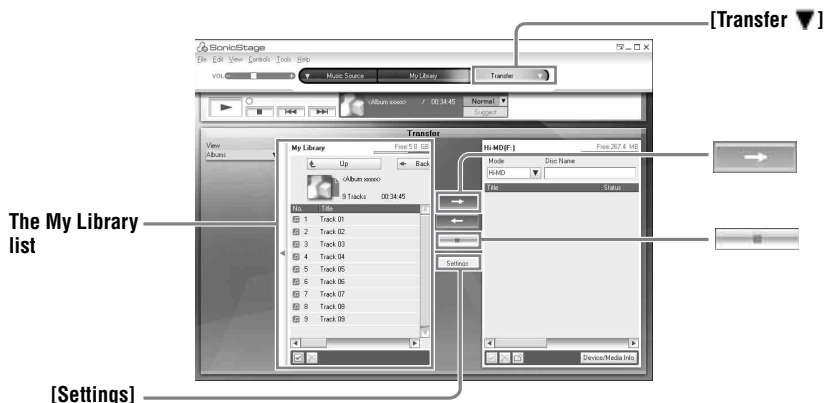 [Transfer ▼]
SonicStage
File Edit View Controls Tools Help
VOL
Music Source My Library Transfer
<Album xxxxx> / 00:34:45 Normal
Suggest
Transfer
View
Albums
My Library Free:5.8 GB
Up Back
<Album xxxxx>
9 Tracks 00:34:45
No. Title
1 Track 01
2 Track 02
3 Track 03
4 Track 04
5 Track 05
6 Track 06
7 Track 07
8 Track 08
9 Track 09
Settings
Hi-MD[F:] Free:267.4 MB
Mode Disc Name
Hi-MD
Title Status
Device/Media Info
The My Library
list
[Settings]